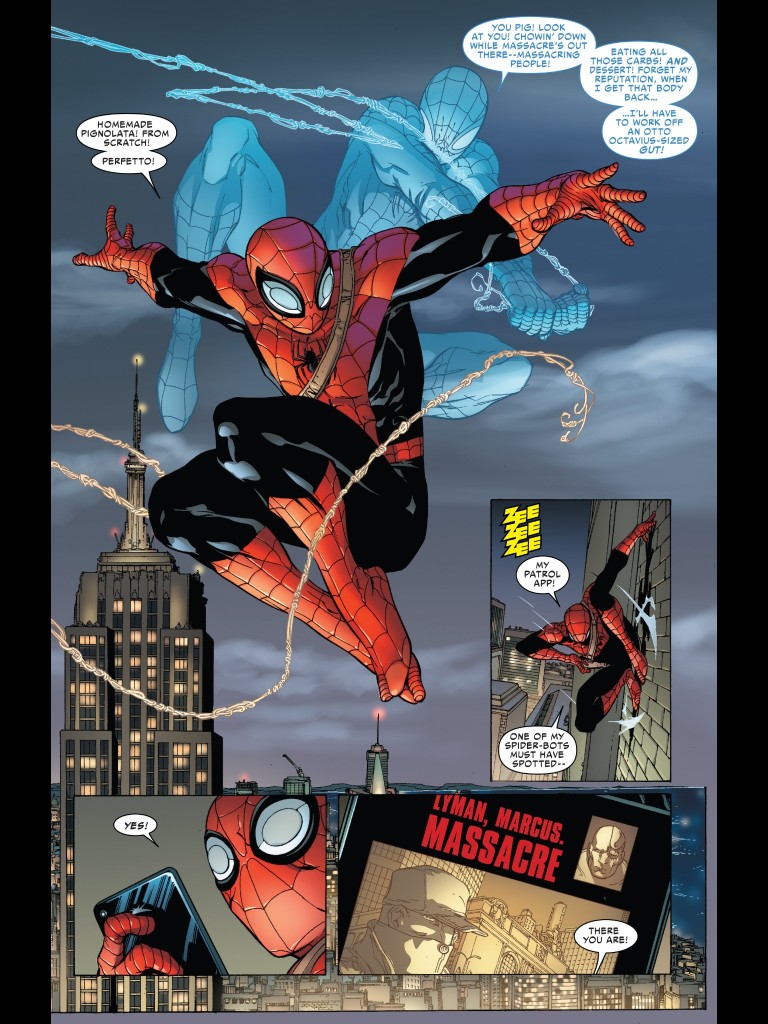 YOU PIG! LOOK
AT YOU! CHOWIN' DOWN
WHILE MASSACRE'S OUT
THERE--MASSACRING
PEOPLE!
EATING ALL
THOSE CARBS! AND
DESSERT! FORGET MY
REPUTATION, WHEN
I GET THAT BODY
BACK...
...I'LL HAVE
TO WORK OFF
AN OTTO
OCTAVIUS-SIZED
GUT!
HOMEMADE
PIGNOLATA! FROM
SCRATCH!
PERFETTO!
ZEE
ZEE
ZEE
MY
PATROL
APP!
ONE OF MY
SPIDER-BOTS
MUST HAVE
SPOTTED--
YES!
LYMAN, MARCUS.
MASSACRE
THERE
YOU ARE!